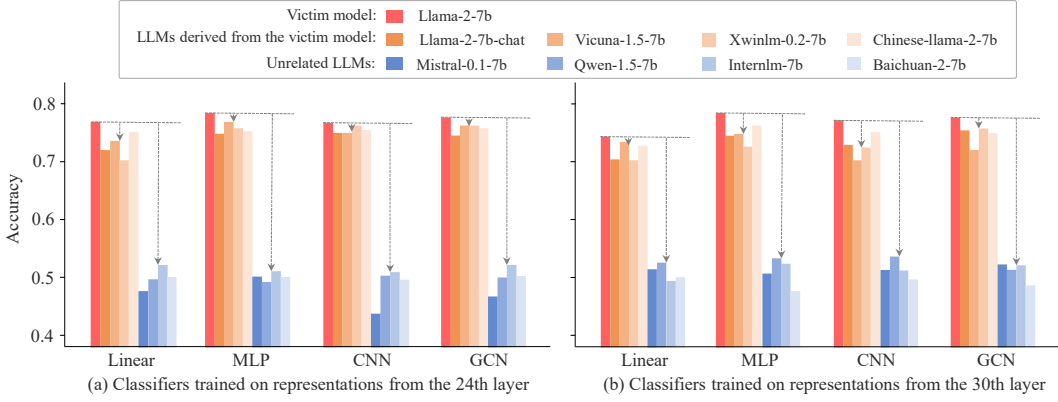 Victim model: Llama-2-7b
LLMs derived from the victim model: Llama-2-7b-chat Vicuna-1.5-7b Xwinlm-0.2-7b Chinese-llama-2-7b
Unrelated LLMs: Mistral-0.1-7b Qwen-1.5-7b Internlm-7b Baichuan-2-7b
Accuracy
0.8
0.7
0.6
0.5
0.4
Linear MLP CNN GCN
(a) Classifiers trained on representations from the 24th layer
Linear MLP CNN GCN
(b) Classifiers trained on representations from the 30th layer